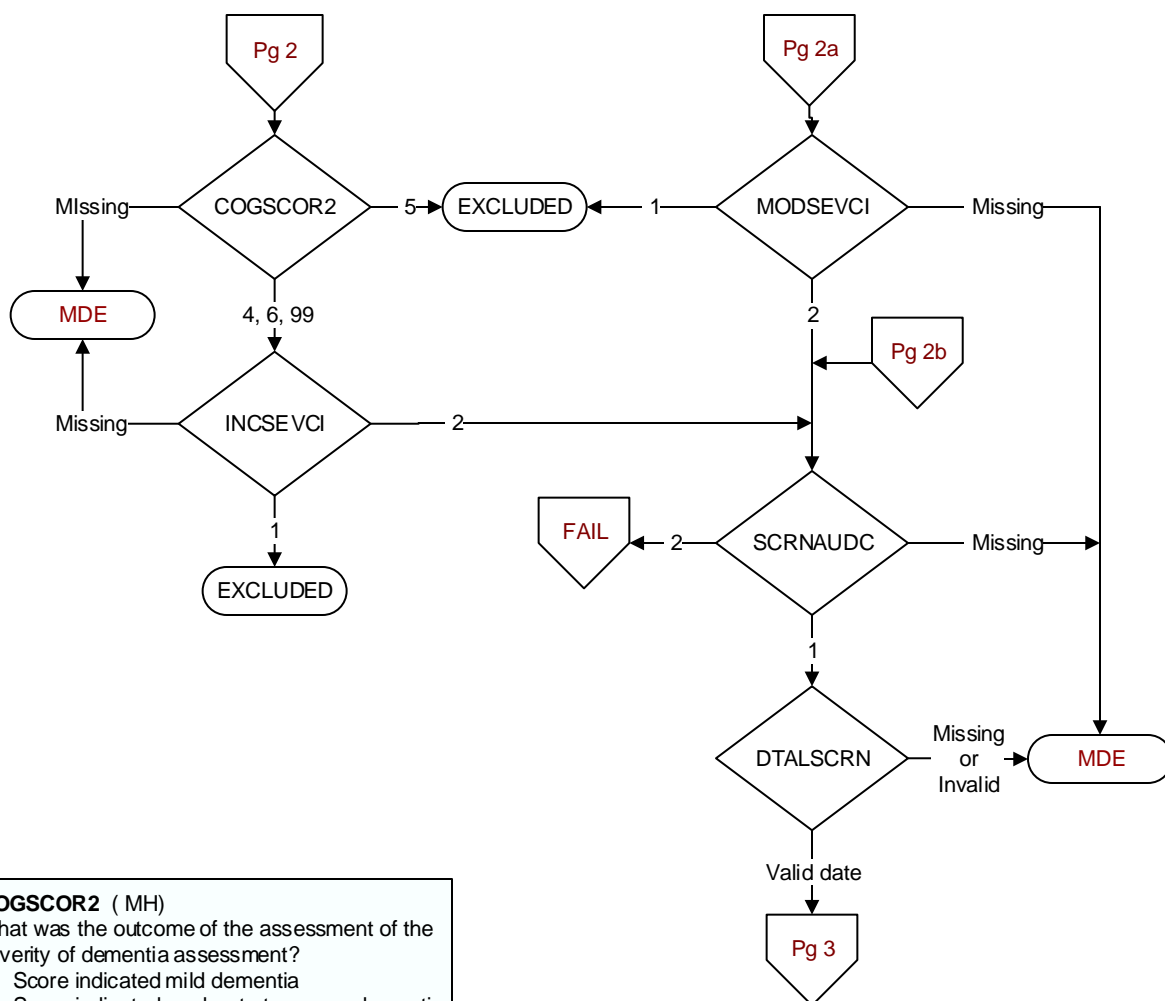 Pg 2
Pg 2a
MIssing
COGSCOR2
5
EXCLUDED
1
MODSEVCI
Missing
MDE
4, 6, 99
2
Pg 2b
Missing
INCSEVCI
2
1
EXCLUDED
FAIL
2
SCRNAUDC
Missing
1
DTALSCRN
Missing
or
Invalid
MDE
Valid date
Pg 3
OGSCOR2 ( MH)
hat was the outcome of the assessment of the
verity of dementia assessment?
Score indicated mild dementia